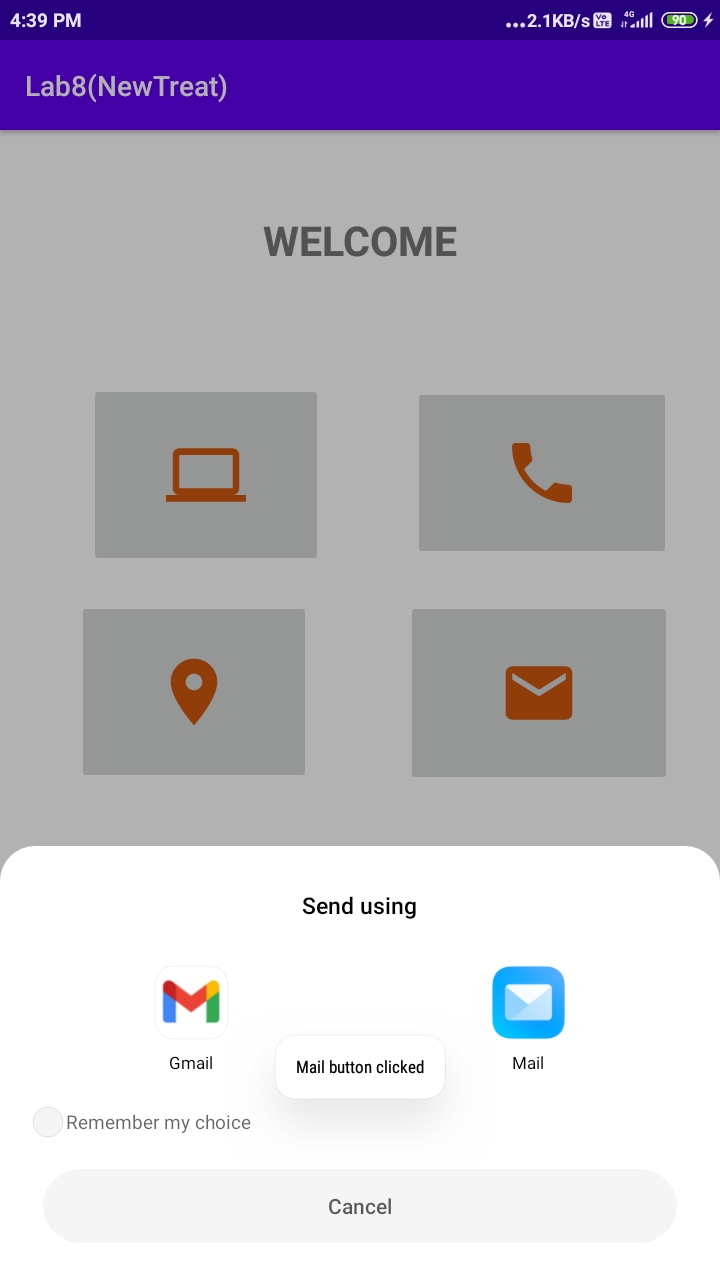 4:39 PM
...2.1KB/s Vo LTE 4G 90
Lab8(NewTreat)
WELCOME
Send using
Gmail
Mail
Mail button clicked
Remember my choice
Cancel